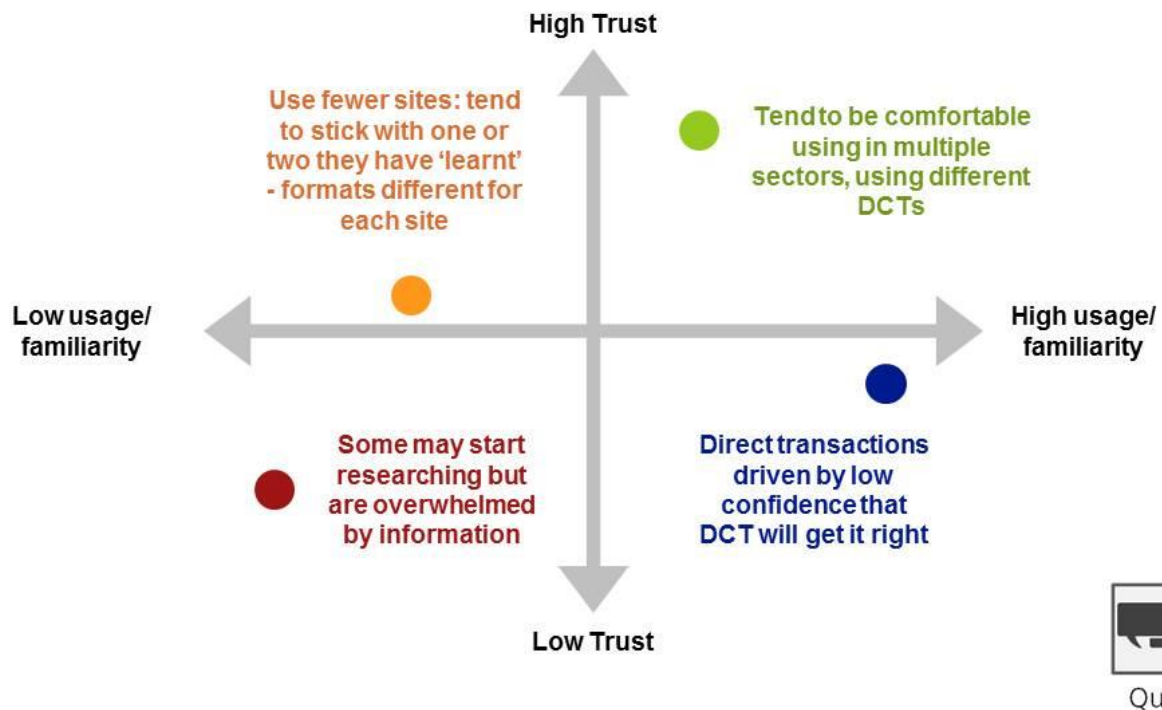 High Trust
Use fewer sites: tend
to stick with one or
two they have ‘learnt’
- formats different for
each site
Tend to be comfortable
using in multiple
sectors, using different
DCTs
Low usage/
familiarity
High usage/
familiarity
Some may start
researching but
are overwhelmed
by information
Direct transactions
driven by low
confidence that
DCT will get it right
Low Trust